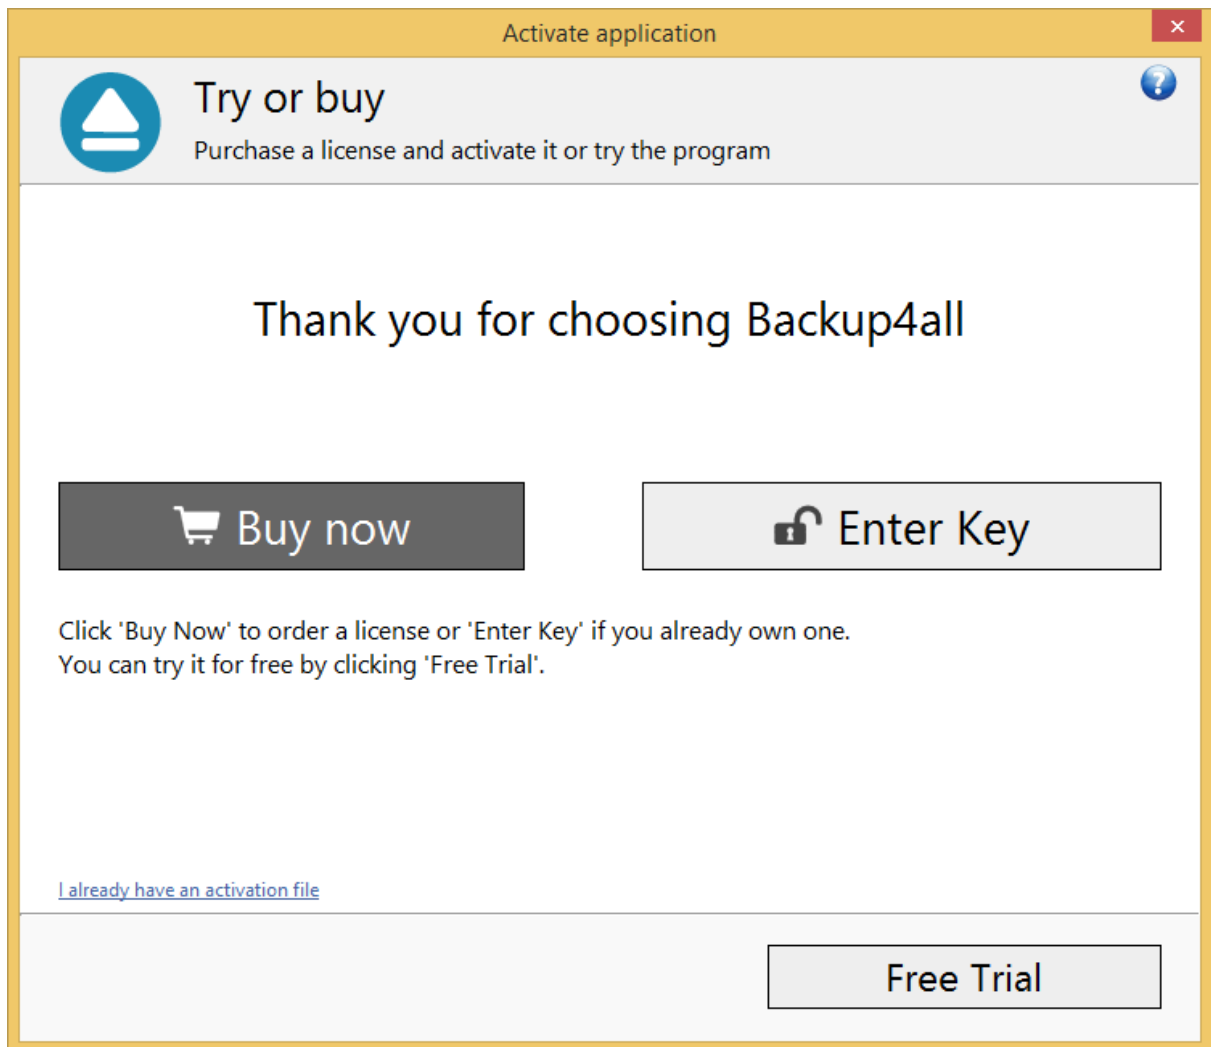 Activate application
Try or buy
Purchase a license and activate it or try the program
Thank you for choosing Backup4all
Buy now
Enter Key
Click 'Buy Now' to order a license or 'Enter Key' if you already own one.
You can try it for free by clicking 'Free Trial'.
I already have an activation file
Free Trial